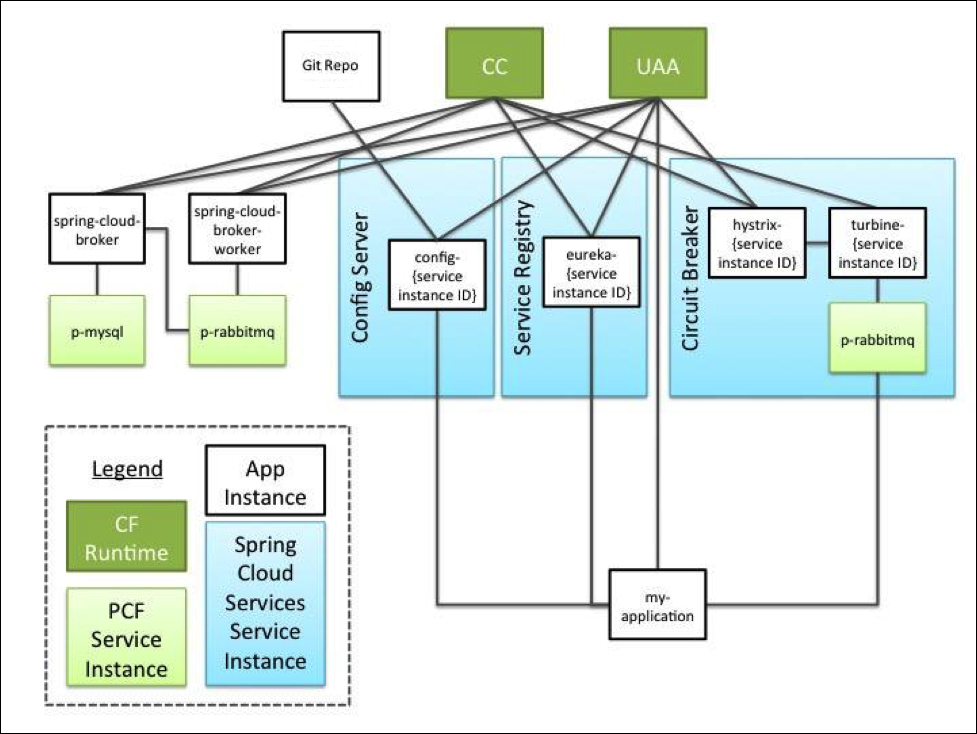 Git Repo
CC
UAA
spring-cloud-
broker
spring-cloud-
broker-
worker
p-mysql
p-rabbitmq
Config Server
config-
{service
instance ID}
Service Registry
eureka-
{service
instance ID}
Circuit Breaker
hystrix-
{service
instance ID}
turbine-
{service
instance ID}
p-rabbitmq
my-
application
Legend
App
Instance
CF
Runtime
PCF
Service
Instance
Spring
Cloud
Services
Service
Instance